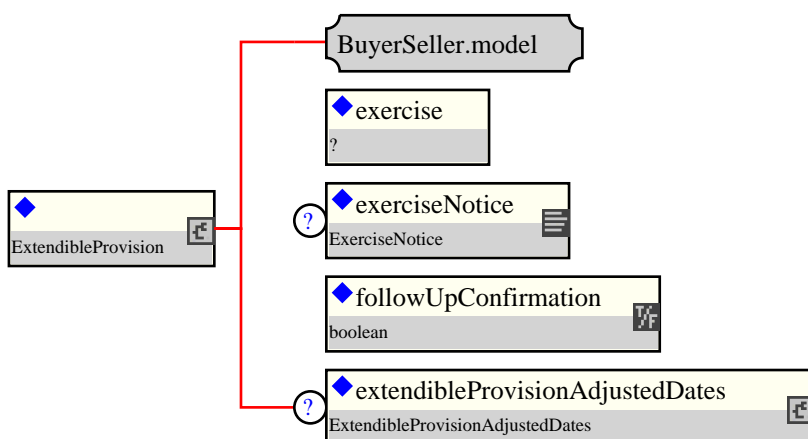 BuyerSeller.model
exercise
?
ExtendibleProvision
?
exerciseNotice
ExerciseNotice
followUpConfirmation
T/F
boolean
?
extendibleProvisionAdjustedDates
ExtendibleProvisionAdjustedDates